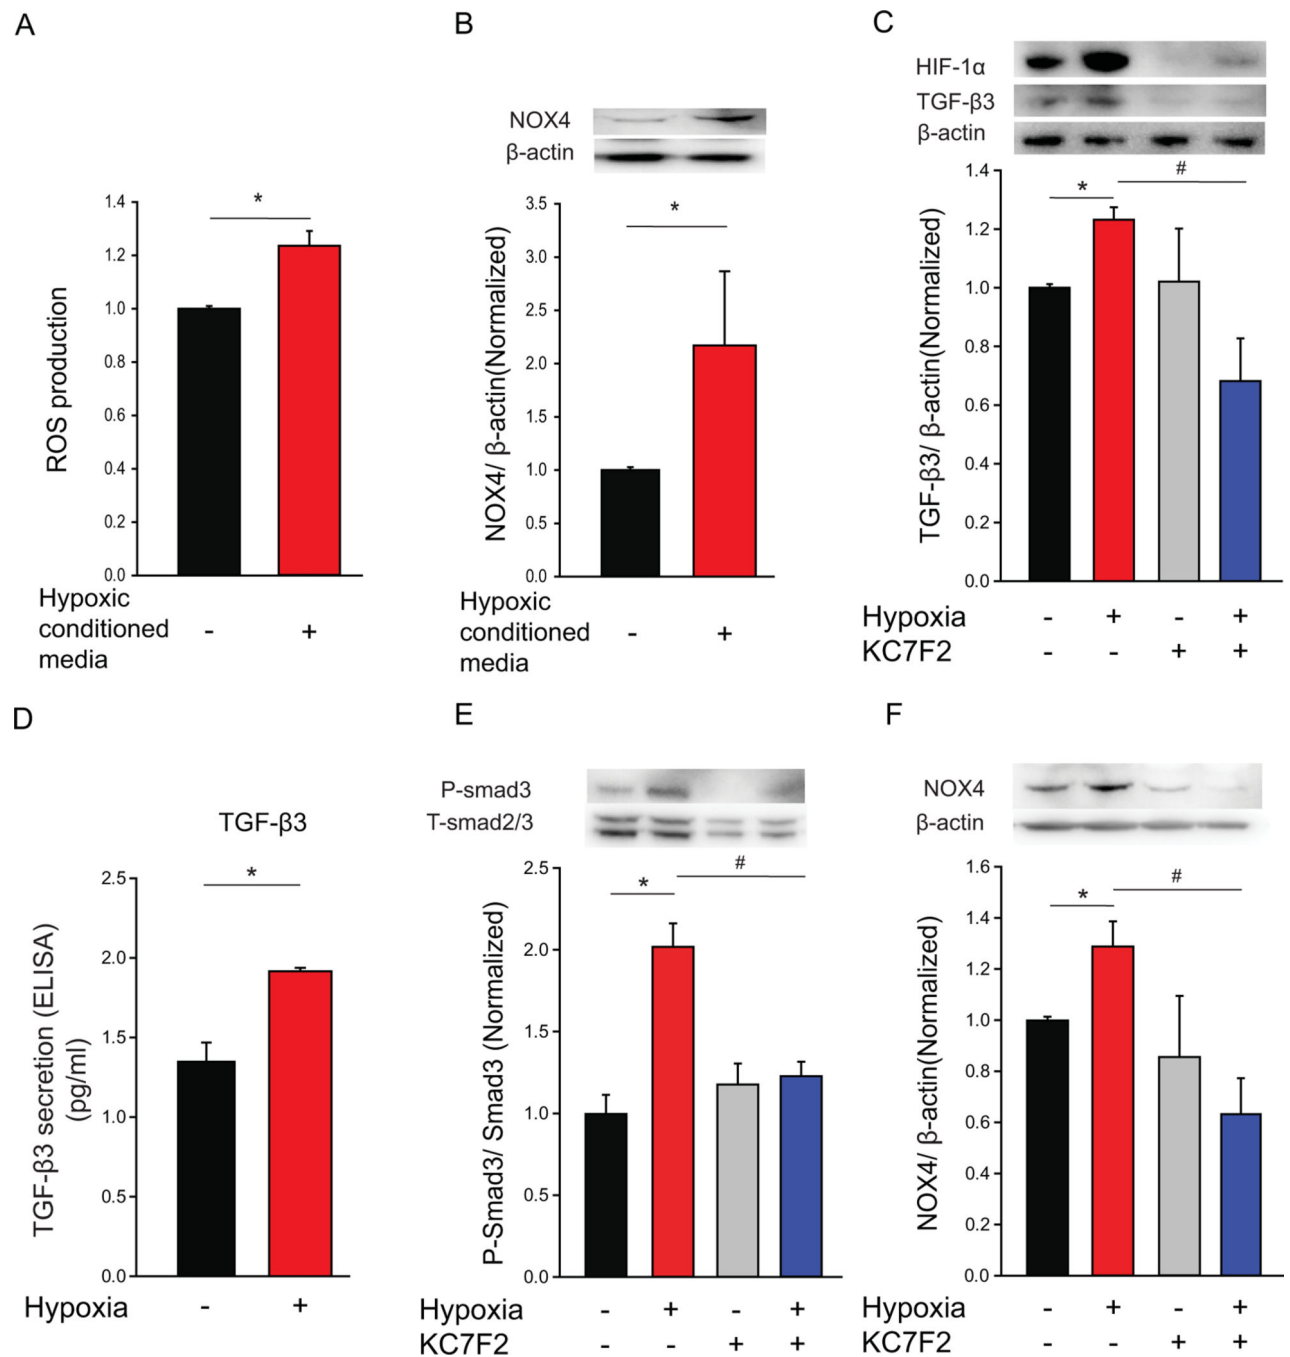 A
ROS production
1.4
1.2
1.0
0.8
0.6
0.4
0.2
0.0
*
Hypoxic
conditioned
media
- +
B
NOX4
β-actin
NOX4/ β-actin(Normalized)
3.5
3.0
2.5
2.0
1.5
1.0
0.5
0.0
*
Hypoxic
conditioned
media
- +
C
HIF-1α
TGF-β3
β-actin
TGF-β3/ β-actin(Normalized)
1.4
1.2
1.0
0.8
0.6
0.4
0.2
0.0
* #
Hypoxia - + - +
KC7F2 - - + +
D
TGF-β3
TGF-β3 secretion (ELISA)
(pg/ml)
2.5
2.0
1.5
1.0
0.5
0.0
*
Hypoxia - +
E
P-smad3
T-smad2/3
P-Smad3/ Smad3 (Normalized)
2.5
2.0
1.5
1.0
0.5
0.0
* #
Hypoxia - + - +
KC7F2 - - + +
F
NOX4
β-actin
NOX4/ β-actin(Normalized)
1.6
1.4
1.2
1.0
0.8
0.6
0.4
0.2
0.0
* #
Hypoxia - + - +
KC7F2 - - + +